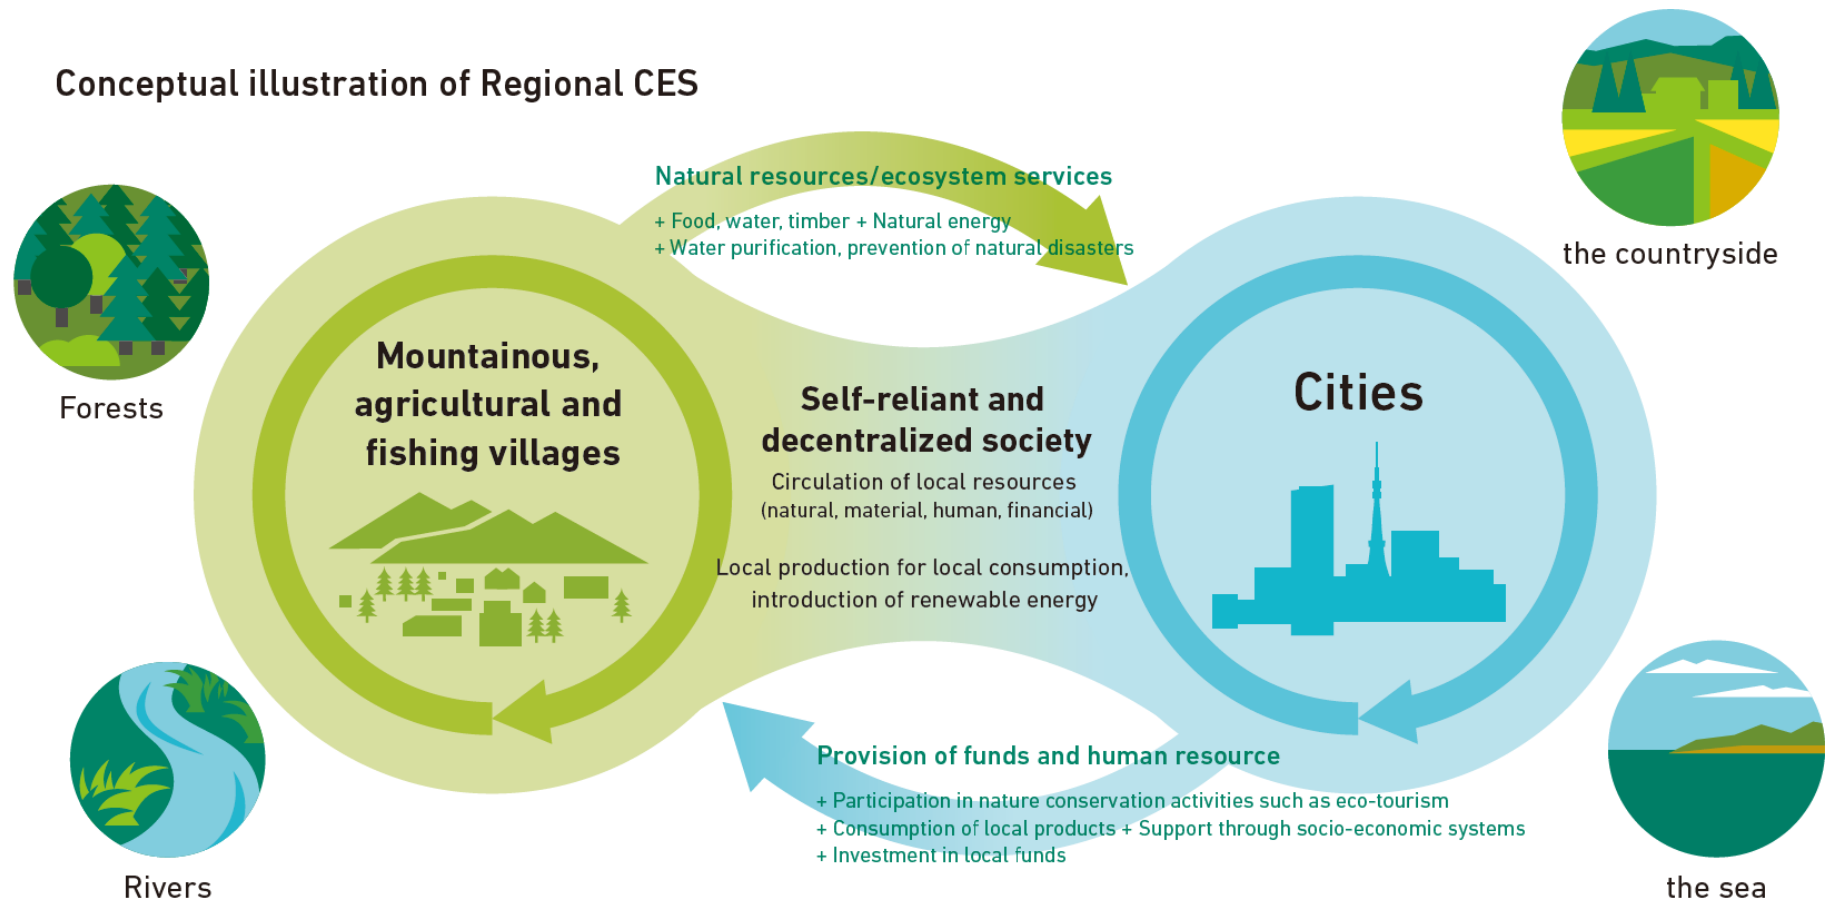 Conceptual illustration of Regional CES
Natural resources/ecosystem services
+ Food, water, timber + Natural energy
+ Water purification, prevention of natural disasters
the countryside
Forests
Mountainous,
agricultural and
fishing villages
Self-reliant and
decentralized society
Circulation of local resources
(natural, material, human, financial)
Local production for local consumption,
introduction of renewable energy
Cities
Provision of funds and human resource
+ Participation in nature conservation activities such as eco-tourism
+ Consumption of local products + Support through socio-economic systems
+ Investment in local funds
Rivers
the sea